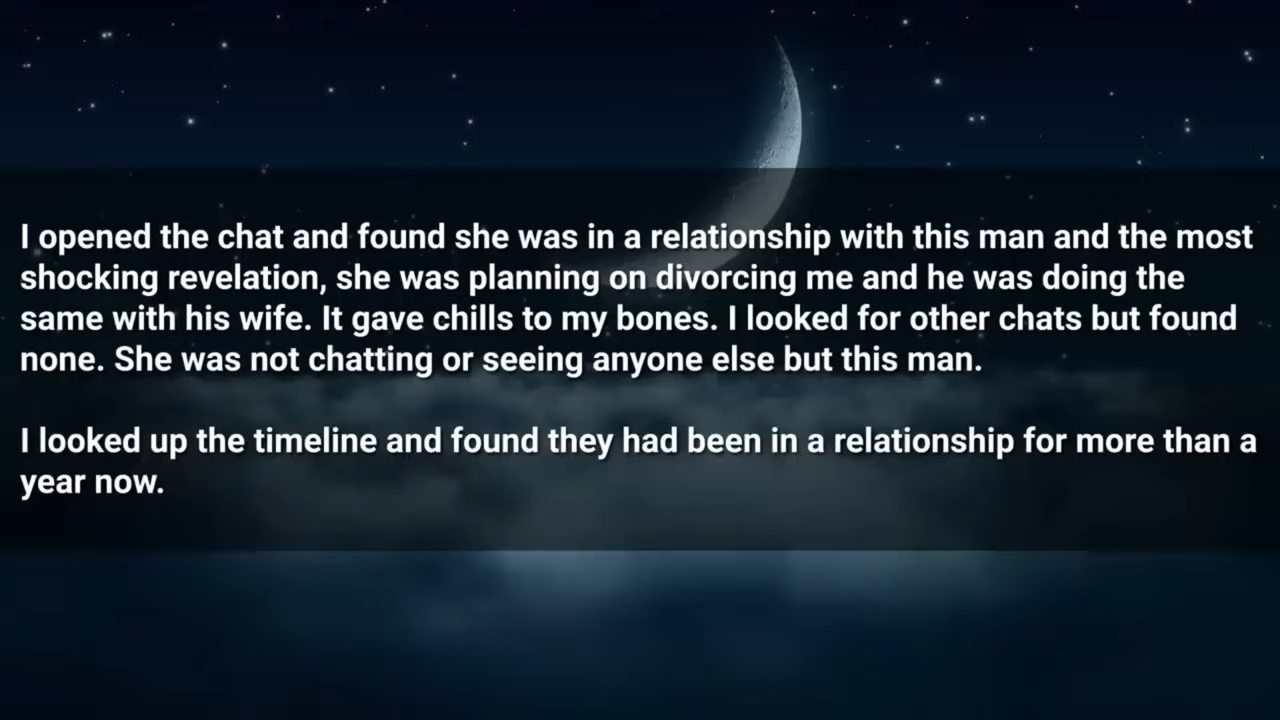 I opened the chat and found she was in a relationship with this man and the most
shocking revelation, she was planning on divorcing me and he was doing the
same with his wife. It gave chills to my bones. I looked for other chats but found
none. She was not chatting or seeing anyone else but this man.
I looked up the timeline and found they had been in a relationship for more than a
year now.